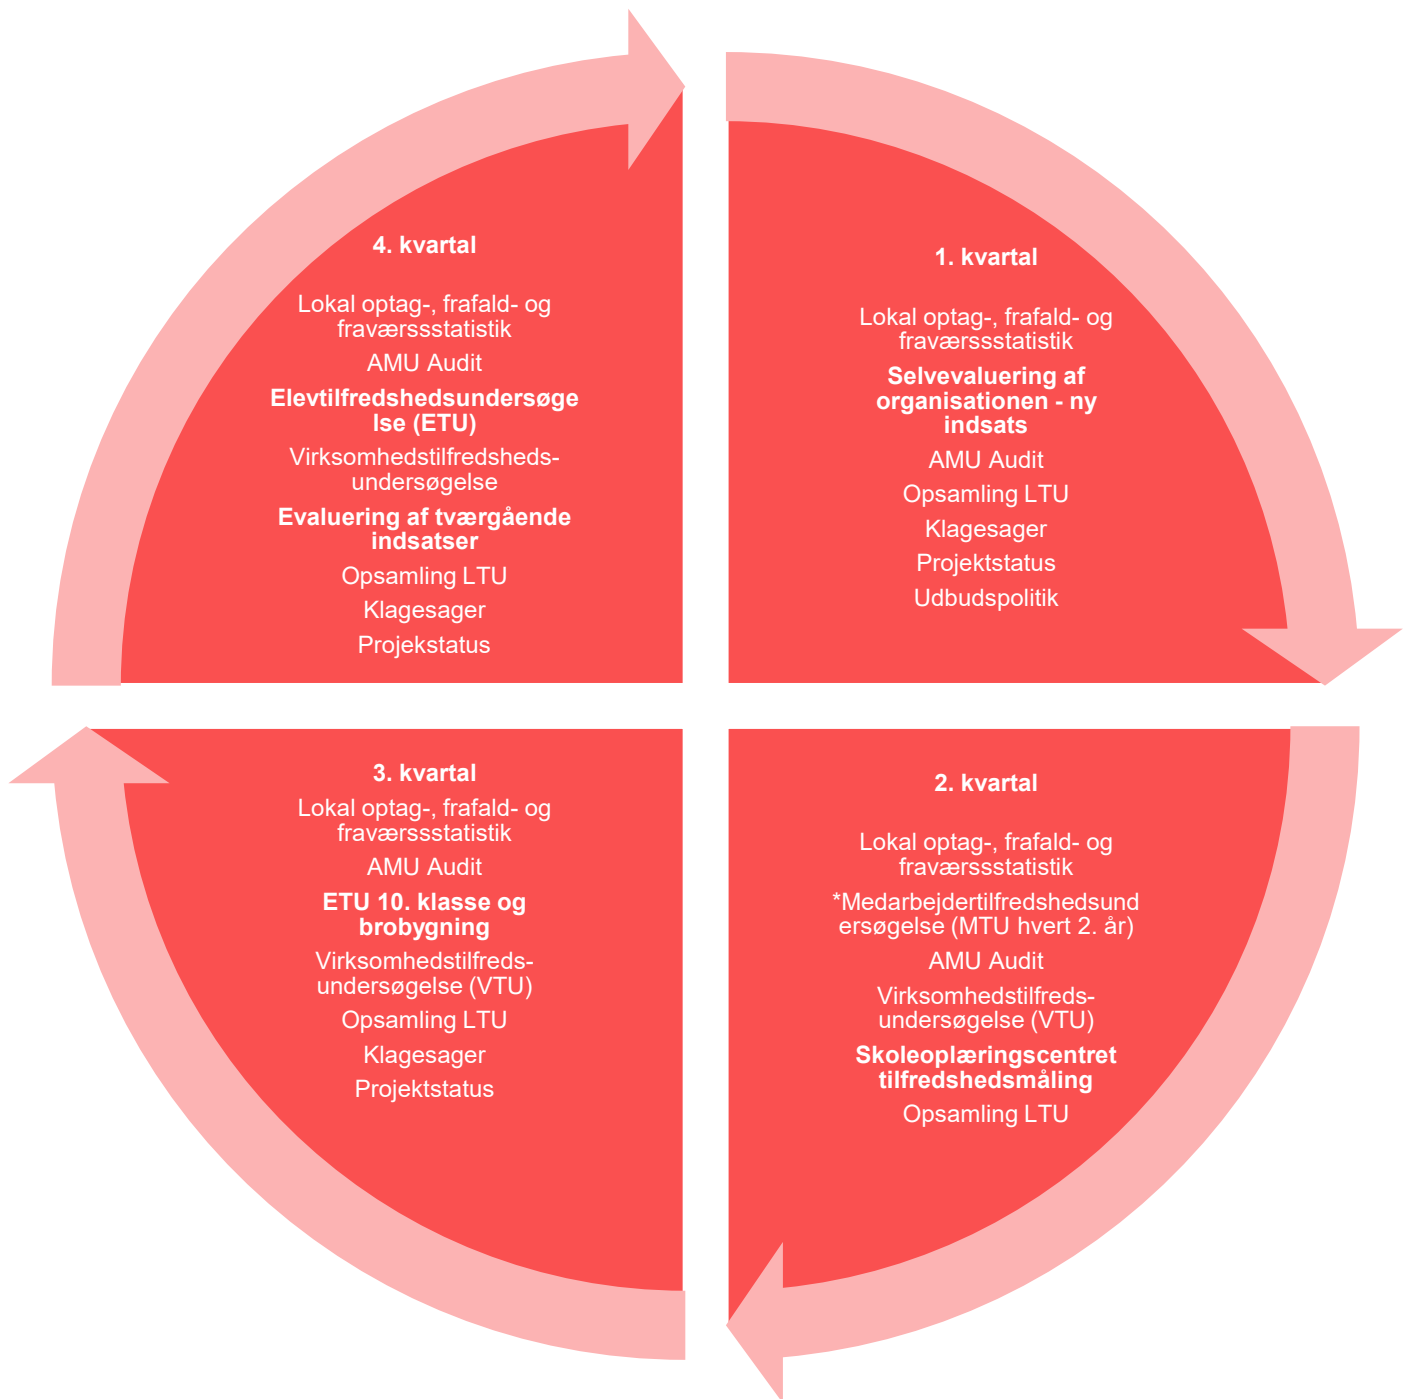 1. kvartal
Lokal optag-, frafald- og
fraværssstatistik
Selvevaluering af
organisationen - ny
indsats
AMU Audit
Opsamling LTU
Klagesager
Projektstatus
Udbudspolitik
2. kvartal
Lokal optag-, frafald- og
fraværssstatistik
*Medarbejdertilfredshedsund
ersøgelse (MTU hvert 2. år)
AMU Audit
Virksomhedstilfreds-
undersøgelse (VTU)
Skoleoplæringscentret
tilfredshedsmåling
Opsamling LTU
3. kvartal
Lokal optag-, frafald- og
fraværssstatistik
AMU Audit
ETU 10. klasse og
brobygning
Virksomhedstilfreds-
undersøgelse (VTU)
Opsamling LTU
Klagesager
Projektstatus
4. kvartal
Lokal optag-, frafald- og
fraværssstatistik
AMU Audit
Elevtilfredshedsundersøge
lse (ETU)
Virksomhedstilfredsheds-
undersøgelse
Evaluering af tværgående
indsatser
Opsamling LTU
Klagesager
Projekstatus